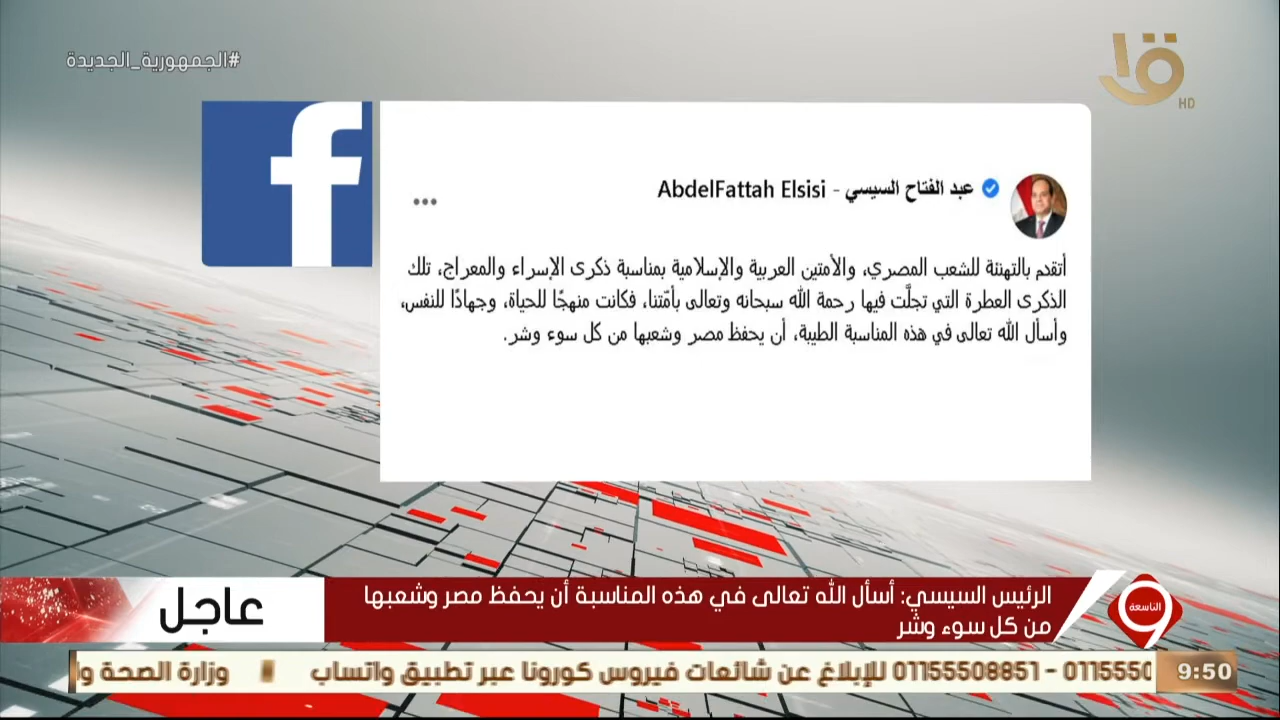 #الجمهورية_الجديدة
HD
عبد الفتاح السيسي - AbdelFattah Elsisi
أتقدم بالتهنئة للشعب المصري، والأمتين العربية والإسلامية بمناسبة ذكرى الإسراء والمعراج، تلك
الذكرى العطرة التي تجلَّت فيها رحمة الله سبحانه وتعالى بأمّتنا، فكانت منهجًا للحياة، وجهادًا للنفس،
وأسأل الله تعالى في هذه المناسبة الطيبة، أن يحفظ مصر وشعبها من كل سوء وشر.
الرئيس السيسي: أسأل الله تعالى في هذه المناسبة أن يحفظ مصر وشعبها
من كل سوء وشر
عاجل
التاسعة
0115550 - 01155508851 للإبلاغ عن شائعات فيروس كورونا عبر تطبيق واتساب وزارة الصحة وا
9:50